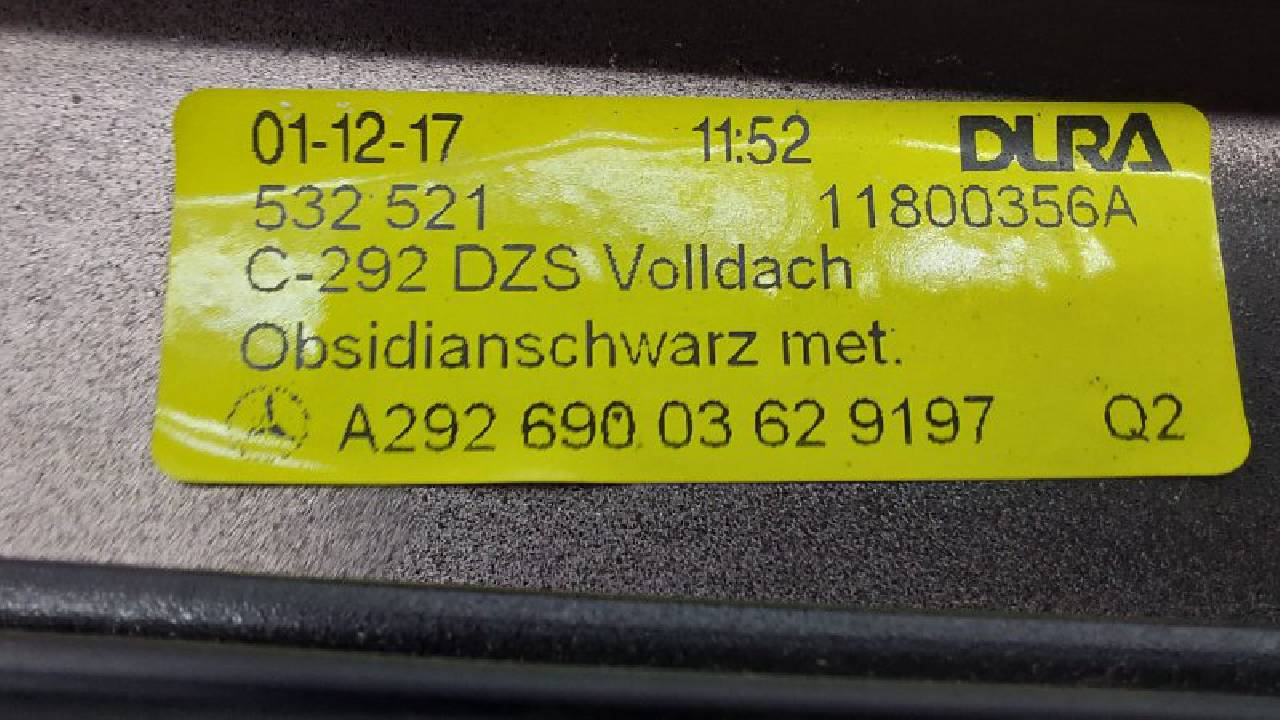 01-12-17 11:52 DURA
532 521 11800356A
C-292 DZS Volldach
Obsidianschwarz met.
A292 690 03 62 9197 Q2